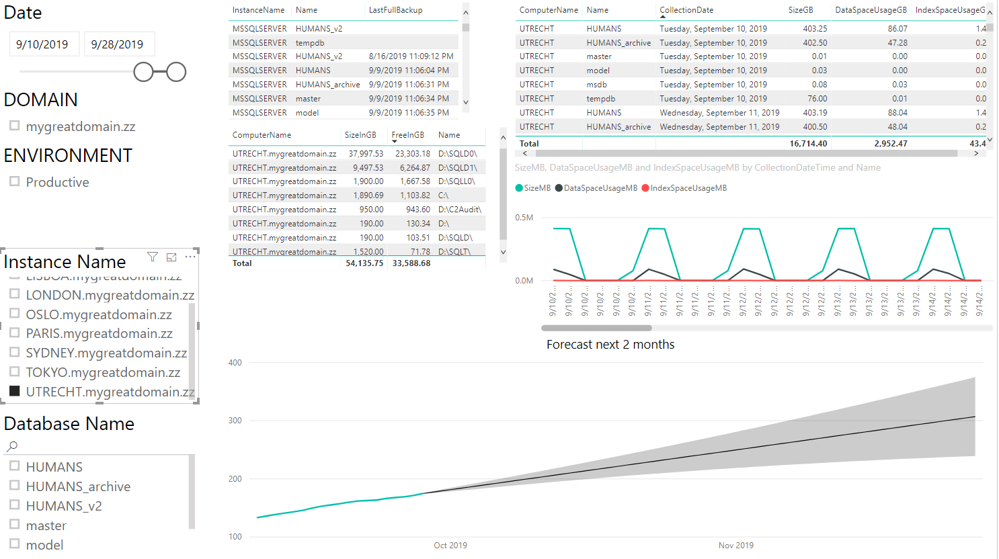 Date
9/10/2019 9/28/2019
DOMAIN
mygreatdomain.zz
ENVIRONMENT
Productive
Instance Name
LISBOA.mygreatdomain.zz
LONDON.mygreatdomain.zz
OSLO.mygreatdomain.zz
PARIS.mygreatdomain.zz
SYDNEY.mygreatdomain.zz
TOKYO.mygreatdomain.zz
UTRECHT.mygreatdomain.zz
Database Name
HUMANS
HUMANS_archive
HUMANS_v2
master
model
InstanceName Name LastFullBackup
MSSQLSERVER HUMANS_v2
MSSQLSERVER tempdb
MSSQLSERVER HUMANS_v2 8/16/2019 11:09:12 PM
MSSQLSERVER HUMANS 9/9/2019 11:06:04 PM
MSSQLSERVER HUMANS_archive 9/9/2019 11:06:31 PM
MSSQLSERVER master 9/9/2019 11:06:34 PM
MSSQLSERVER model 9/9/2019 11:06:35 PM
ComputerName SizeInGB FreeInGB Name
UTRECHT.mygreatdomain.zz 37,997.53 23,303.18 D:\SQLD0\
UTRECHT.mygreatdomain.zz 9,497.53 6,264.87 D:\SQLD1\
UTRECHT.mygreatdomain.zz 1,900.00 1,667.58 D:\SQLL0\
UTRECHT.mygreatdomain.zz 1,890.69 1,103.82 C:\
UTRECHT.mygreatdomain.zz 950.00 943.60 D:\C2Audit\
UTRECHT.mygreatdomain.zz 190.00 130.34 D:\
UTRECHT.mygreatdomain.zz 190.00 103.51 D:\SQLD\
UTRECHT.mygreatdomain.zz 1,520.00 71.78 D:\SQLT\
Total 54,135.75 33,588.68
ComputerName Name CollectionDate SizeGB DataSpaceUsageGB IndexSpaceUsageG
UTRECHT HUMANS Tuesday, September 10, 2019 403.25 86.07 1.4
UTRECHT HUMANS_archive Tuesday, September 10, 2019 402.50 47.28 0.2
UTRECHT master Tuesday, September 10, 2019 0.01 0.00 0.0
UTRECHT model Tuesday, September 10, 2019 0.03 0.00 0.0
UTRECHT msdb Tuesday, September 10, 2019 0.08 0.03 0.0
UTRECHT tempdb Tuesday, September 10, 2019 76.00 0.01 0.0
UTRECHT HUMANS Wednesday, September 11, 2019 403.19 88.04 1.4
UTRECHT HUMANS_archive Wednesday, September 11, 2019 400.50 48.04 0.2
Total 16,714.40 2,952.47 43.4
SizeMB, DataSpaceUsageMB and IndexSpaceUsageMB by CollectionDateTime and Name
SizeMB DataSpaceUsageMB IndexSpaceUsageMB
0.5M
0.0M
9/10/2... 9/10/2... 9/10/2... 9/10/2... 9/10/2... 9/11/2... 9/11/2... 9/11/2... 9/11/2... 9/11/2... 9/11/2... 9/12/2... 9/12/2... 9/12/2... 9/12/2... 9/12/2... 9/12/2... 9/13/2... 9/13/2... 9/13/2... 9/13/2... 9/13/2... 9/13/2... 9/14/2... 9/14/2... 9/14/2... 9/14/2...
Forecast next 2 months
400
300
200
100
Oct 2019 Nov 2019